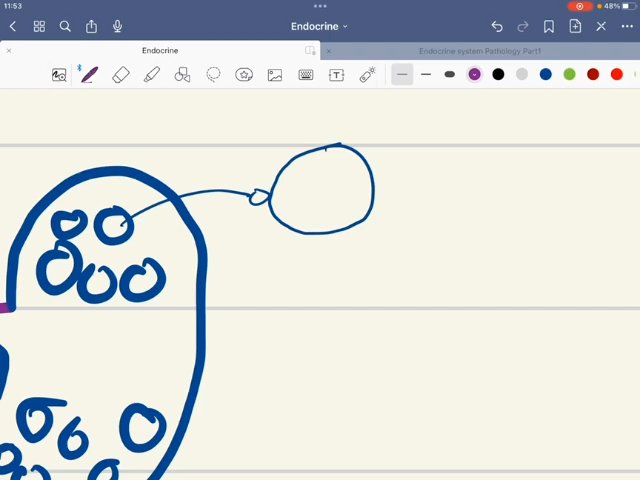 11:53
48%
Endocrine
Endocrine
Endocrine system Pathology Part1
T